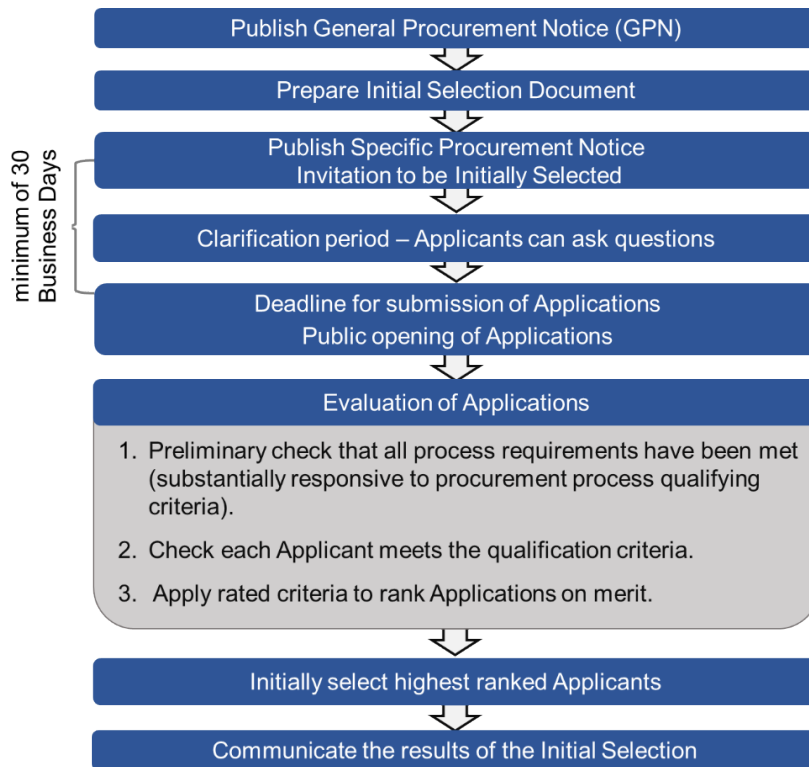 Publish General Procurement Notice (GPN)
Prepare Initial Selection Document
minimum of 30
Business Days
Publish Specific Procurement Notice
Invitation to be Initially Selected
Clarification period – Applicants can ask questions
Deadline for submission of Applications
Public opening of Applications
Evaluation of Applications
1. Preliminary check that all process requirements have been met
(substantially responsive to procurement process qualifying
criteria).
2. Check each Applicant meets the qualification criteria.
3. Apply rated criteria to rank Applications on merit.
Initially select highest ranked Applicants
Communicate the results of the Initial Selection